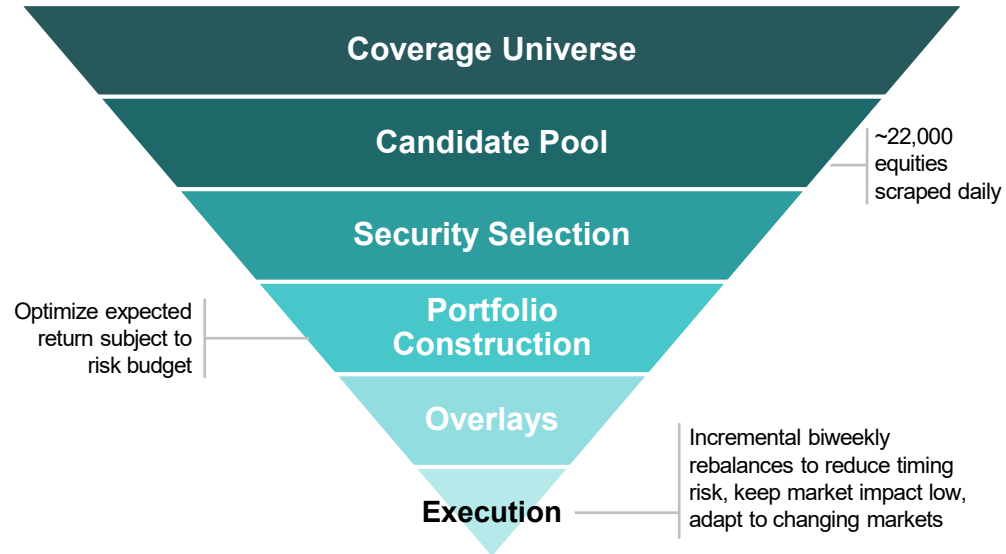 Coverage Universe
Candidate Pool
~22,000
equities
scraped daily
Security Selection
Optimize expected
return subject to
risk budget
Portfolio
Construction
Overlays
Execution
Incremental biweekly
rebalances to reduce timing
risk, keep market impact low,
adapt to changing markets